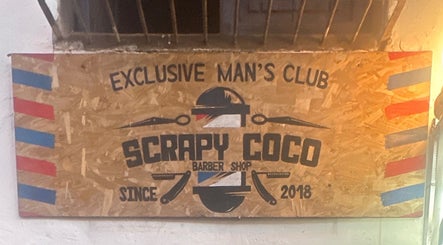 EXCLUSIVE MAN'S CLUB
SCRAPY COCO
BARBER SHOP
SINCE 2018